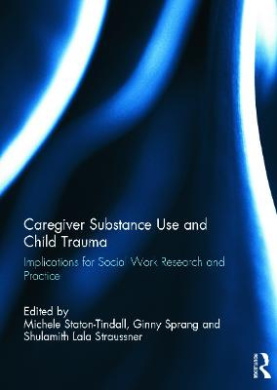 Caregiver Substance Use and
Child Trauma
Implications for Social Work Research and
Practice
Edited by
Michele Staton-Tindall, Ginny Sprang and
Shulamith Lala Straussner
Routledge